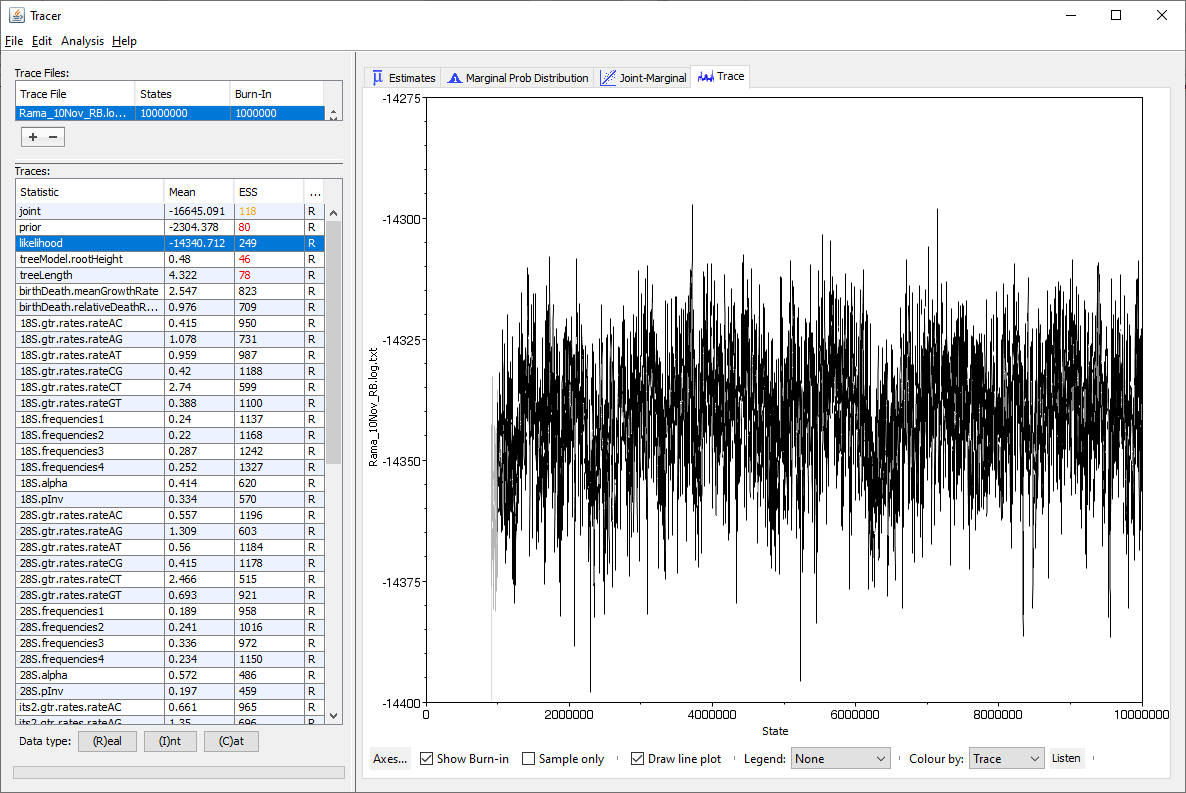 Tracer
File Edit Analysis Help
Trace Files:
Trace File States Burn-In
Rama_10Nov_RB.lo... 10000000 1000000
+ −
Traces:
Statistic Mean ESS ...
joint -16645.091 118 R
prior -2304.378 80 R
likelihood -14340.712 249 R
treeModel.rootHeight 0.48 46 R
treeLength 4.322 78 R
birthDeath.meanGrowthRate 2.547 823 R
birthDeath.relativeDeathR... 0.976 709 R
18S.gtr.rates.rateAC 0.415 950 R
18S.gtr.rates.rateAG 1.078 731 R
18S.gtr.rates.rateAT 0.959 987 R
18S.gtr.rates.rateCG 0.42 1188 R
18S.gtr.rates.rateCT 2.74 599 R
18S.gtr.rates.rateGT 0.388 1100 R
18S.frequencies1 0.24 1137 R
18S.frequencies2 0.22 1168 R
18S.frequencies3 0.287 1242 R
18S.frequencies4 0.252 1327 R
18S.alpha 0.414 620 R
18S.pInv 0.334 570 R
28S.gtr.rates.rateAC 0.557 1196 R
28S.gtr.rates.rateAG 1.309 603 R
28S.gtr.rates.rateAT 0.56 1184 R
28S.gtr.rates.rateCG 0.415 1178 R
28S.gtr.rates.rateCT 2.466 515 R
28S.gtr.rates.rateGT 0.693 921 R
28S.frequencies1 0.189 958 R
28S.frequencies2 0.241 1016 R
28S.frequencies3 0.336 972 R
28S.frequencies4 0.234 1150 R
28S.alpha 0.572 486 R
28S.pInv 0.197 459 R
its2.gtr.rates.rateAC 0.661 965 R
its2.gtr.rates.rateAG 1.35 696 R
Data type: (R)eal (I)nt (C)at
Estimates Marginal Prob Distribution Joint-Marginal Trace
-14275
-14300
-14325
-14350
-14375
-14400
Rama_10Nov_RB.log.txt
0 2000000 4000000 6000000 8000000 10000000
State
Axes... Show Burn-in Sample only Draw line plot Legend: None Colour by: Trace Listen